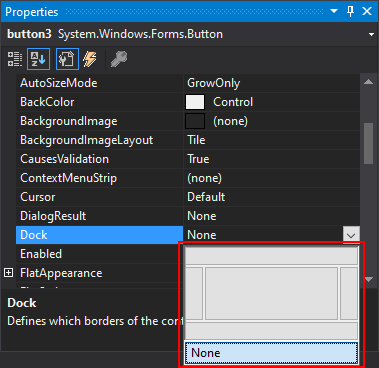 Properties
button3 System.Windows.Forms.Button
AutoSizeMode GrowOnly
BackColor Control
BackgroundImage (none)
BackgroundImageLayout Tile
CausesValidation True
ContextMenuStrip (none)
Cursor Default
DialogResult None
Dock None
Enabled
FlatAppearance
Dock
Defines which borders of the cont
None